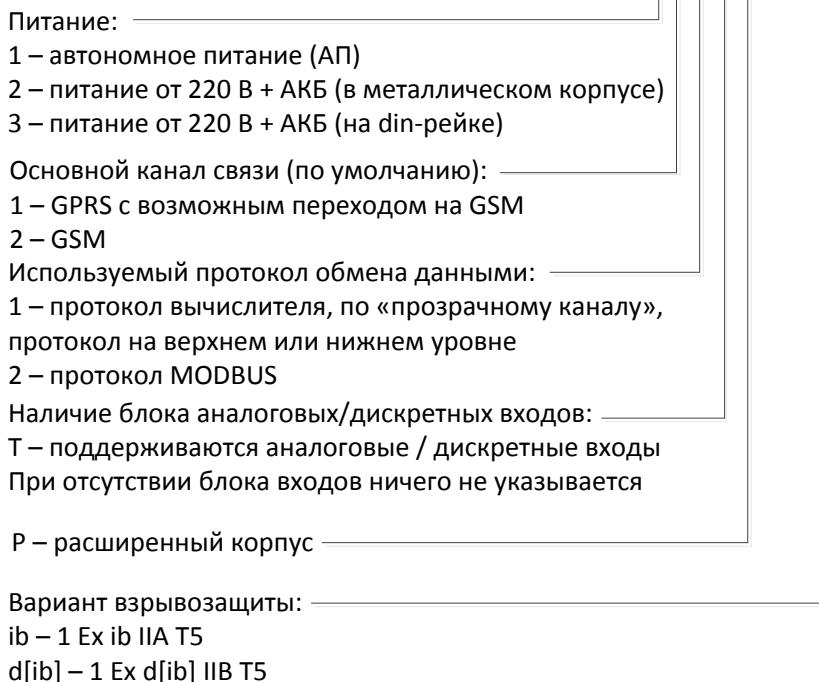 Питание:
1 – автономное питание (АП)
2 – питание от 220 В + АКБ (в металлическом корпусе)
3 – питание от 220 В + АКБ (на din-рейке)
Основной канал связи (по умолчанию):
1 – GPRS с возможным переходом на GSM
2 – GSM
Используемый протокол обмена данными:
1 – протокол вычислителя, по «прозрачному каналу»,
протокол на верхнем или нижнем уровне
2 – протокол MODBUS
Наличие блока аналоговых/дискретных входов:
Т – поддерживаются аналоговые / дискретные входы
При отсутствии блока входов ничего не указывается
Р – расширенный корпус
Вариант взрывозащиты:
ib – 1 Ex ib IIA T5
d[ib] – 1 Ex d[ib] IIB T5